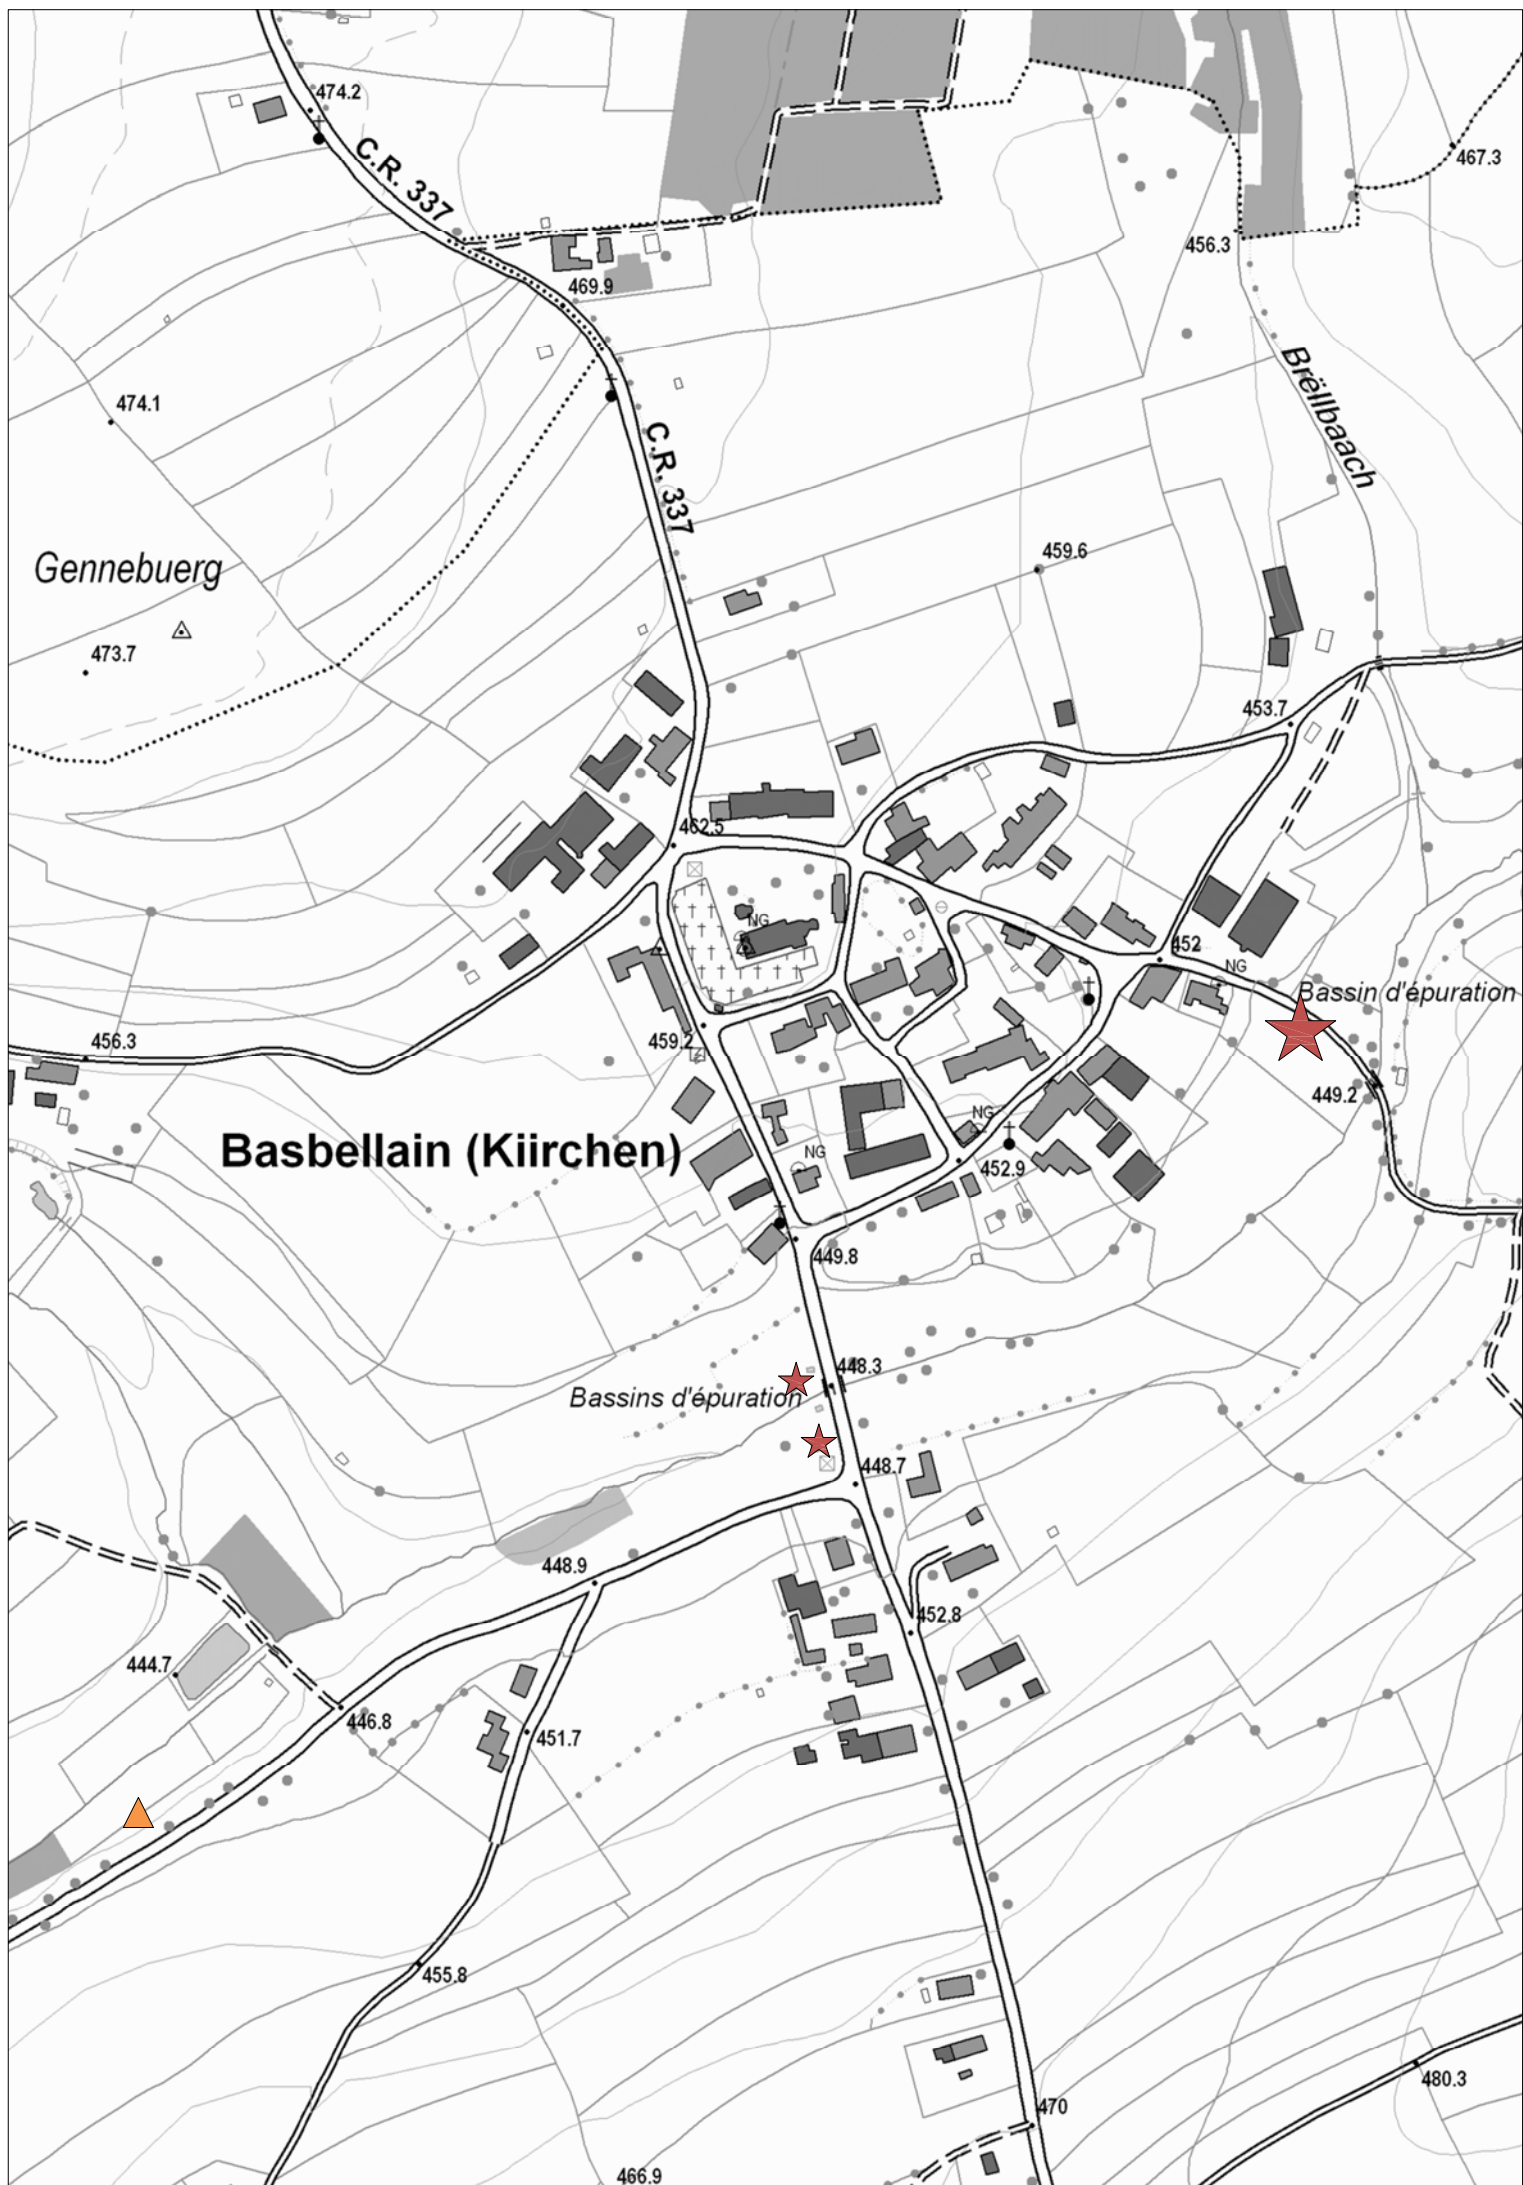 474.2
C.R. 337
467.3
456.3
469.9
Brëllbaach
474.1
C.R. 337
459.6
Gennebuerg
473.7
453.7
462.5
NG
452
NG
Bassin d'épuration
456.3
459.2
449.2
NG
Basbellain (Kiirchen)
NG
452.9
449.8
448.3
Bassins d'épuration
448.7
448.9
452.8
444.7
446.8
451.7
455.8
480.3
470
466.9